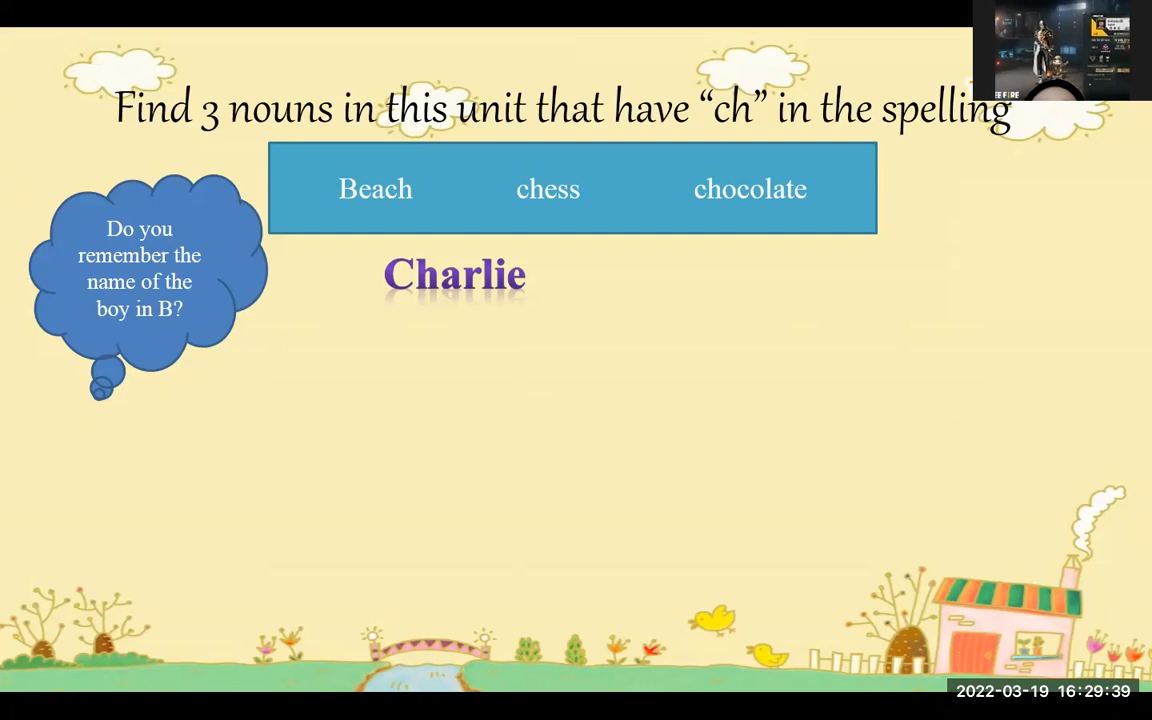 Find 3 nouns in this unit that have “ch” in the spelling
Beach chess chocolate
Do you
remember the
name of the
boy in B?
Charlie
2022-03-19 16:29:39